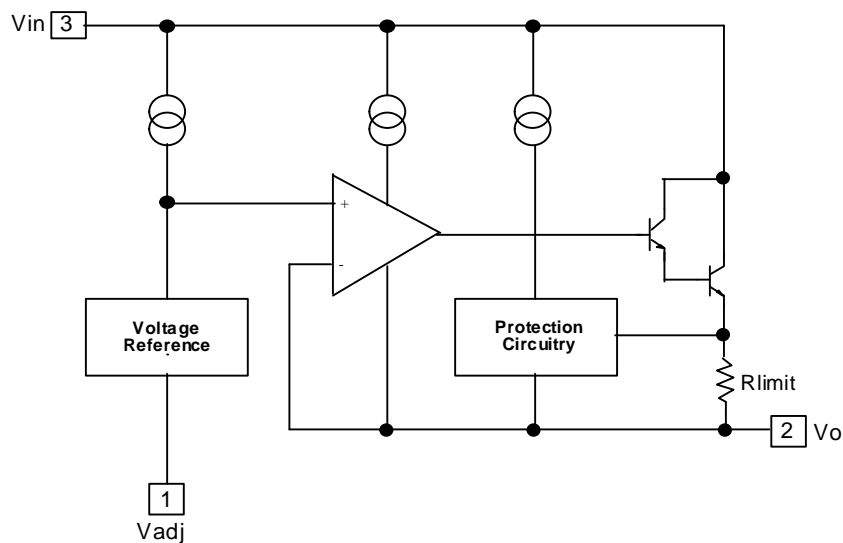 Vin 3
+
-
Voltage
Reference
Protection
Circuitry
Rlimit
2 Vo
1
Vadj